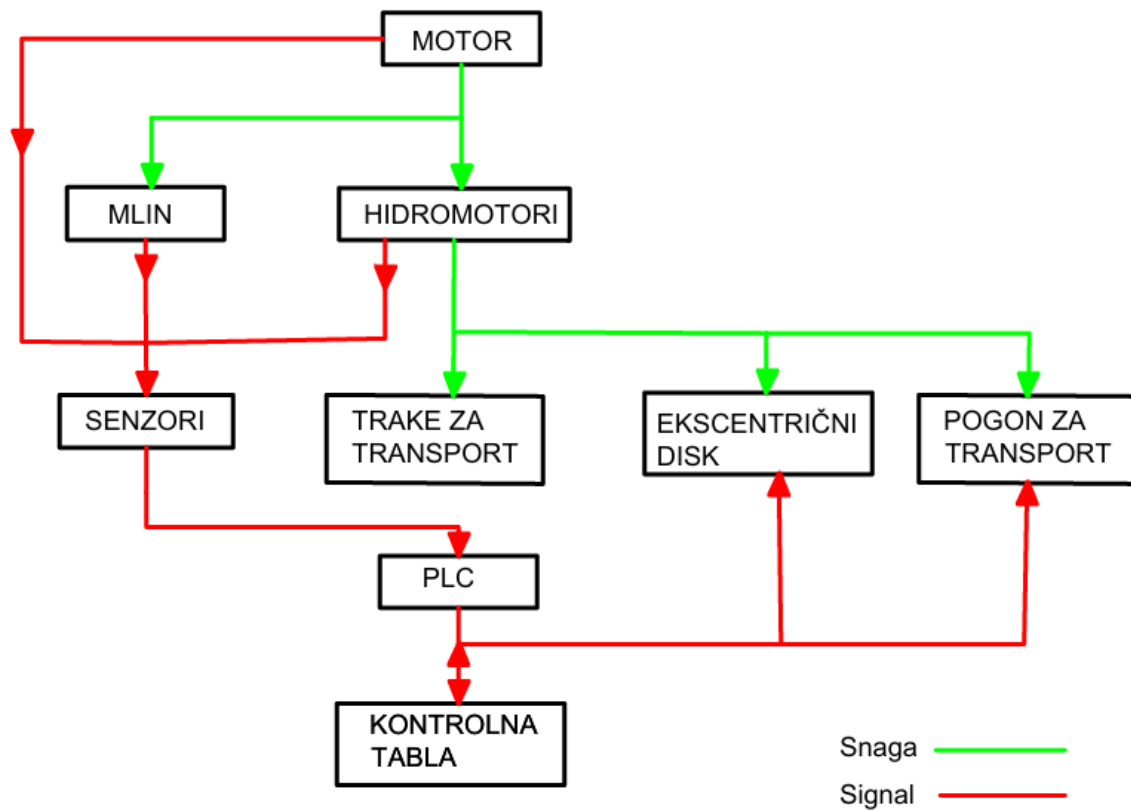 MOTOR
MLIN
HIDROMOTORI
SENZORI
TRAKE ZA
TRANSPORT
EKSCENTRIČNI
DISK
POGON ZA
TRANSPORT
PLC
KONTROLNA
TABLA
Snaga
Signal